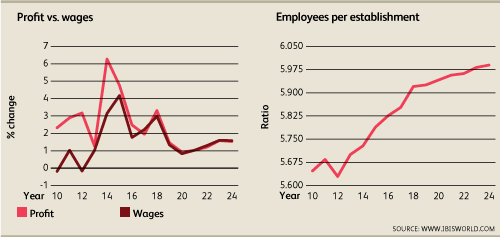 Profit vs. wages
7
6
5
4
3
2
1
0
-1
% change
Year 10 12 14 16 18 20 22 24
Profit
Wages
Employees per establishment
6.050
5.975
5.900
5.825
5.750
5.675
5.600
Ratio
Year 10 12 14 16 18 20 22 24
SOURCE: WWW.IBISWORLD.COM